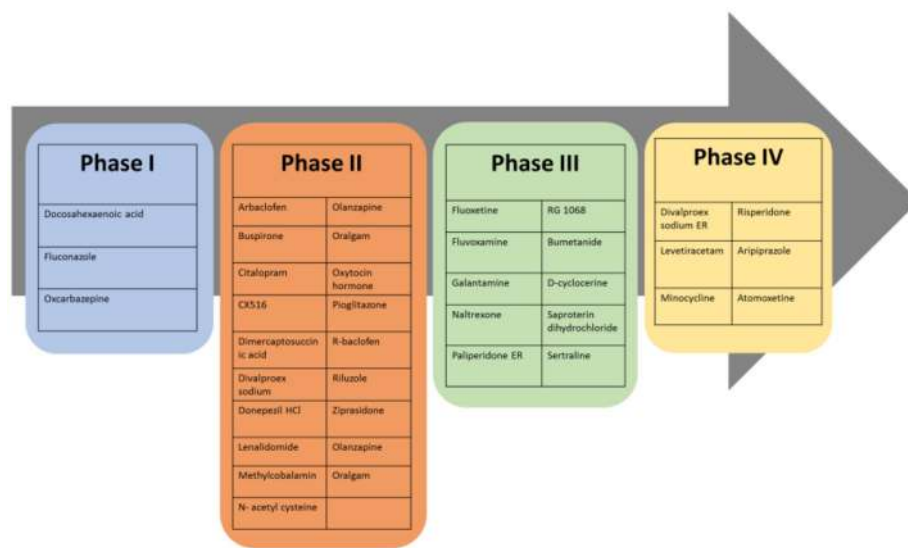 Phase I
Docosahexaenoic acid
Fluconazole
Oxcarbazepine
Phase II
Arbaclofen
Olanzapine
Buspirone
Oralgam
Citalopram
Oxytocin
hormone
CX516
Pioglitazone
Dimercaptosuccin
ic acid
R-baclofen
Divalproex
sodium
Riluzole
Donepezil HCl
Ziprasidone
Lenalidomide
Olanzapine
Methylcobalamin
Oralgam
N- acetyl cysteine
Phase III
Fluoxetine
RG 1068
Fluvoxamine
Bumetanide
Galantamine
D-cyclocerine
Naltrexone
Saproterin
dihydrochloride
Paliperidone ER
Sertraline
Phase IV
Divalproex
sodium ER
Risperidone
Levetiracetam
Aripiprazole
Minocycline
Atomoxetine